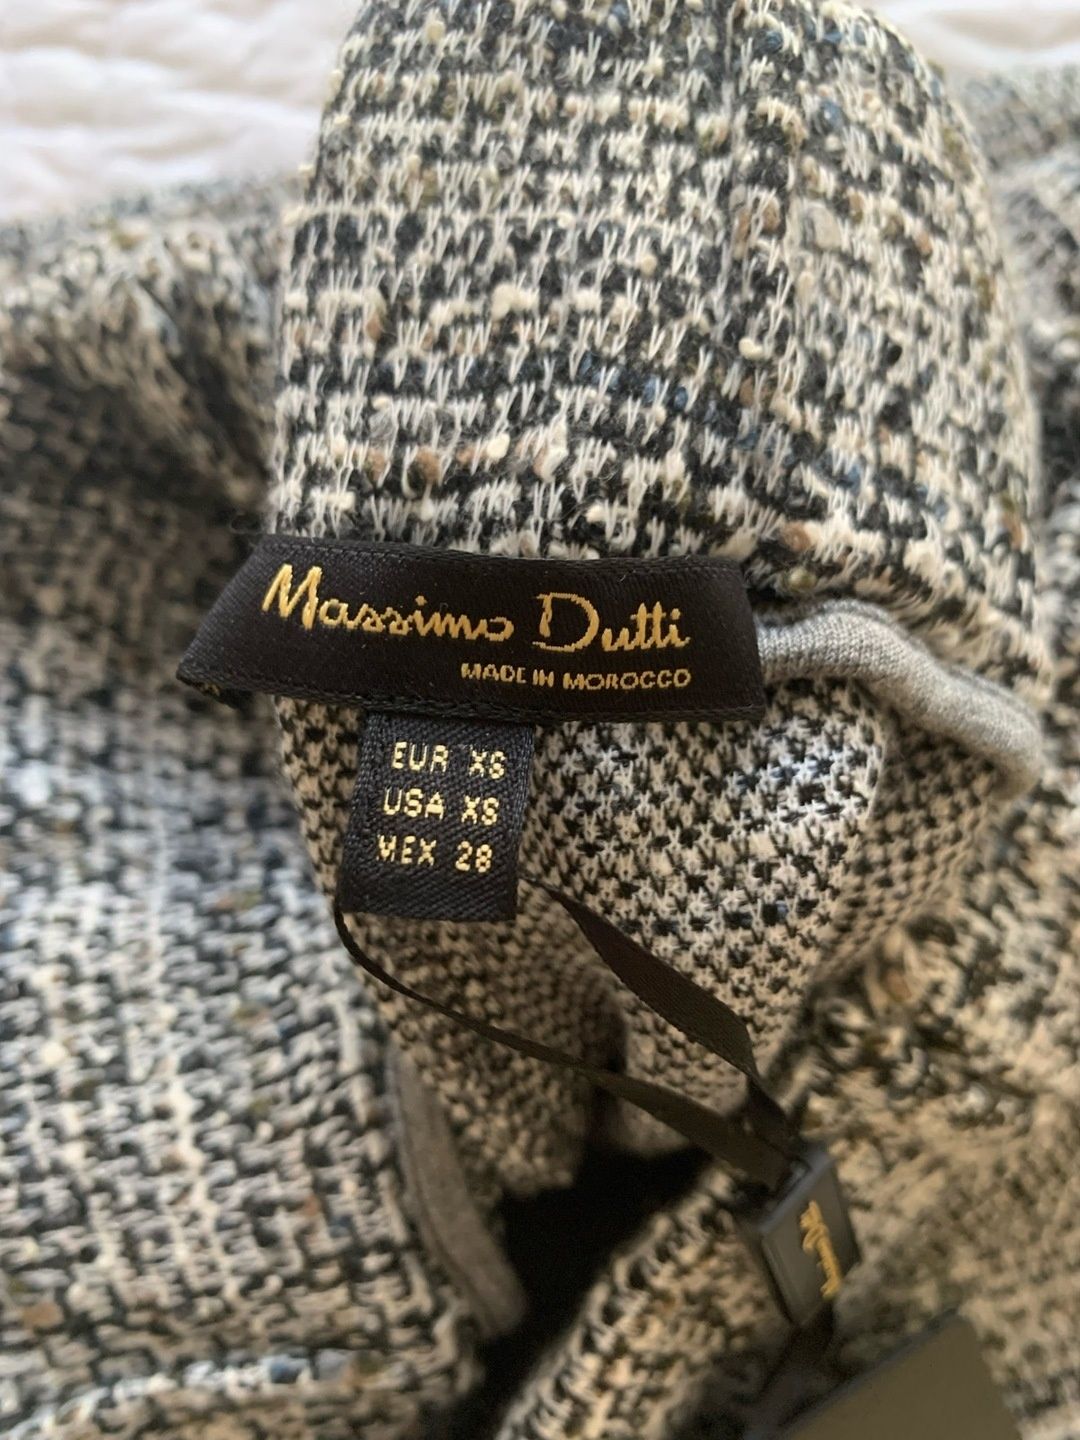 Massimo Dutti
MADE IN MOROCCO
EUR XS
USA XS
MEX 28